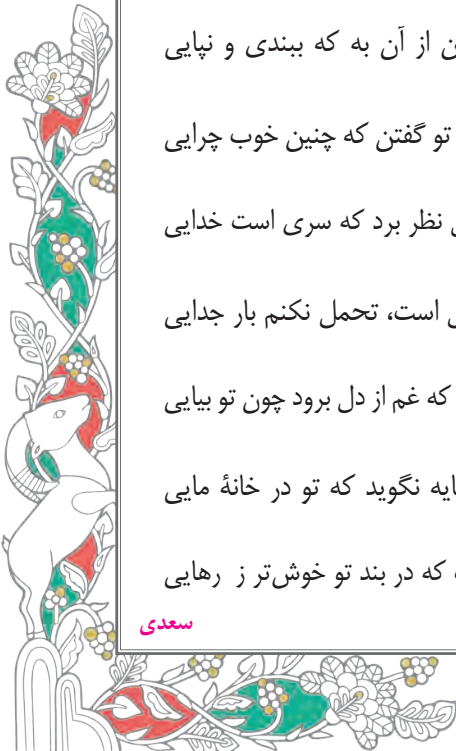 از آن به که ببندی و نپایی
تو گفتن که چنین خوب چرایی
نظر برد که سری است خدایی
است، تحمل نکنم بار جدایی
که غم از دل برود چون تو بیایی
نگوید که تو در خانهٔ مایی
که در بند تو خوش‌تر ز رهایی
سعدی